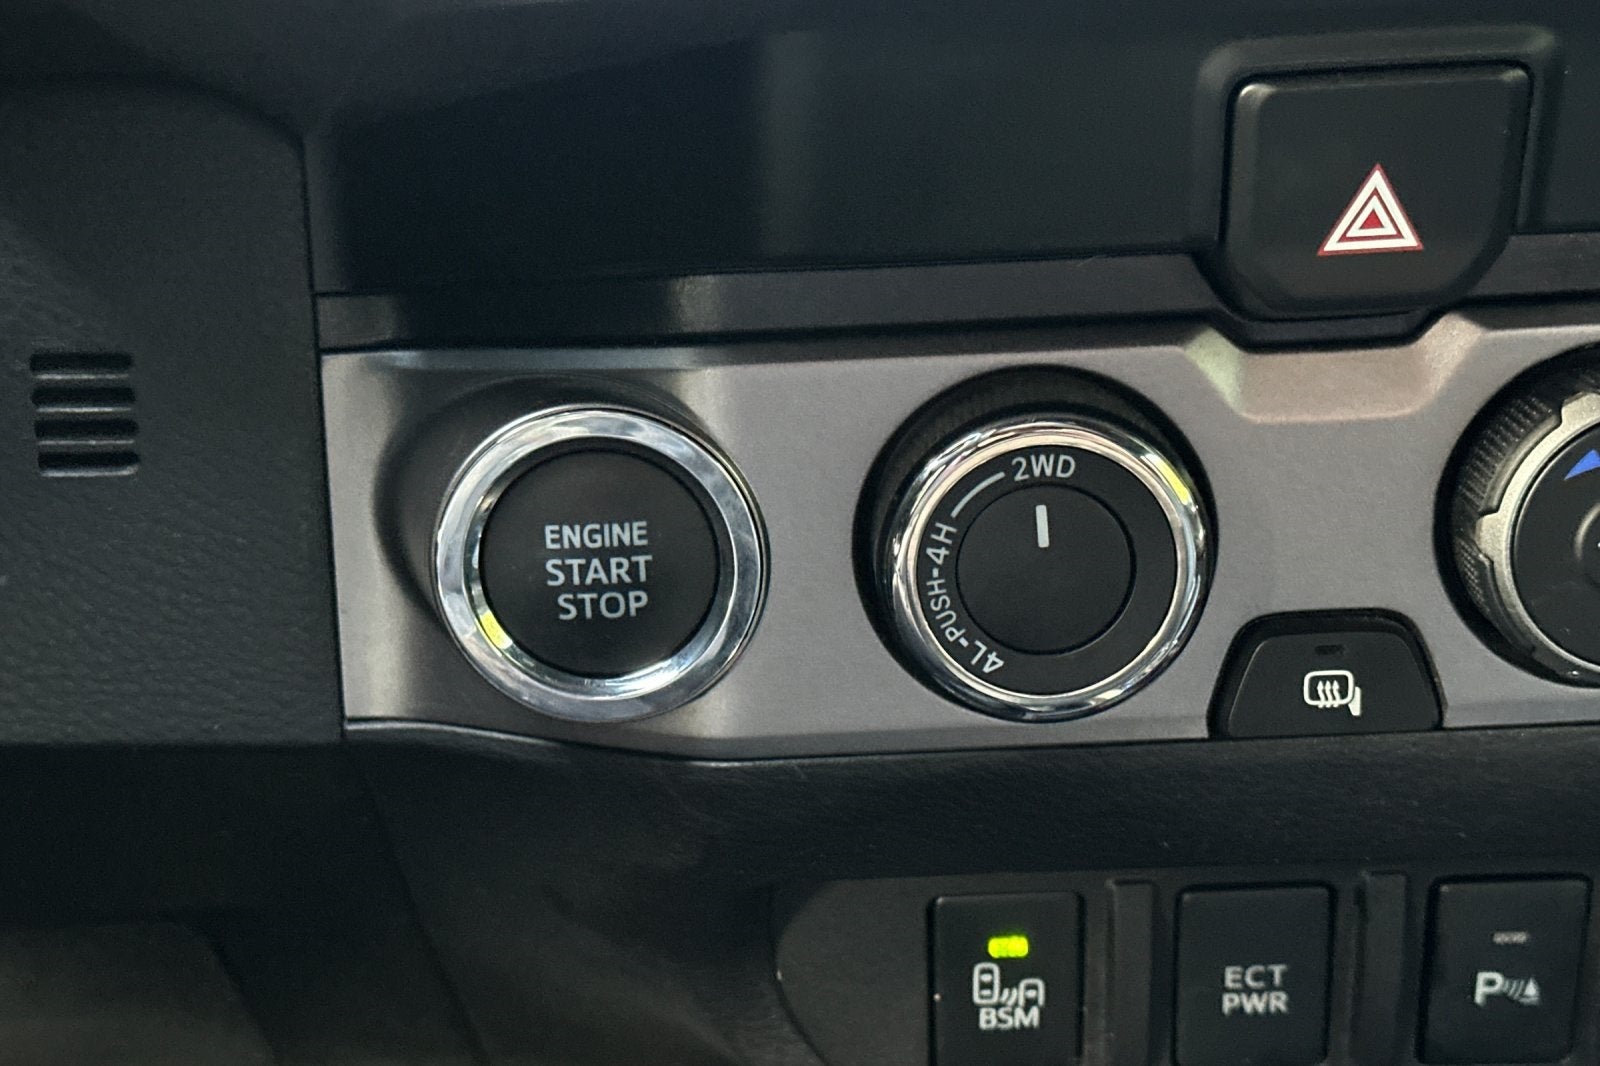 ENGINE
START
STOP
2WD
4L-PUSH-4H
BSM
ECT
PWR
P